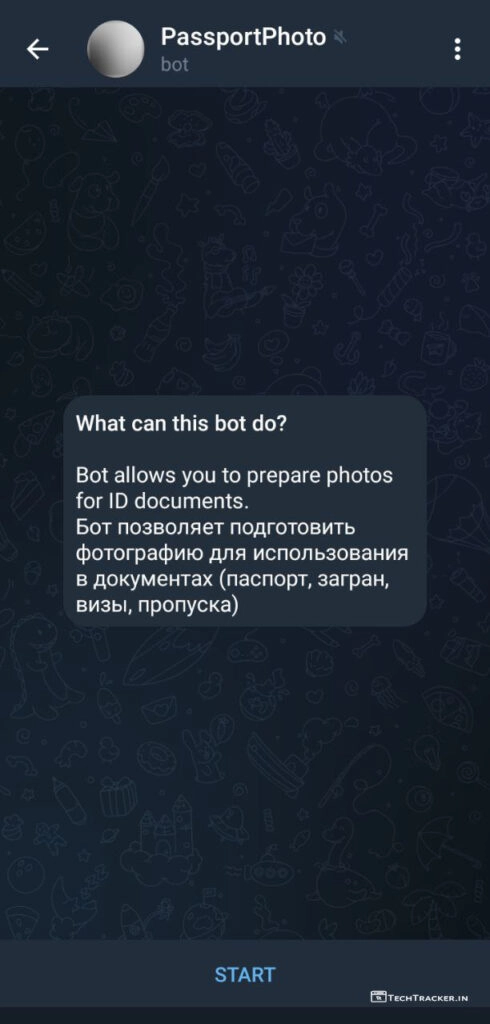 PassportPhoto
bot
What can this bot do?
Bot allows you to prepare photos
for ID documents.
Бот позволяет подготовить
фотографию для использования
в документах (паспорт, загран,
визы, пропуска)
START
TECHTRACKER.IN